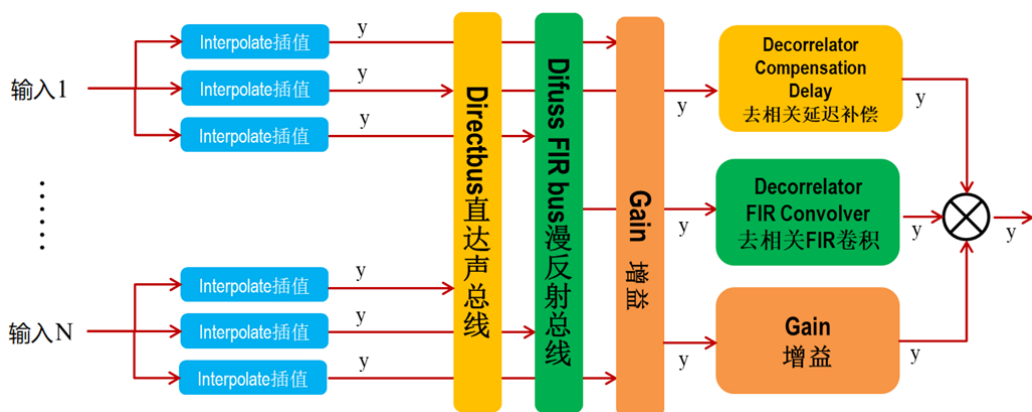 输入1
Interpolate插值
y
Interpolate插值
y
Interpolate插值
y
······
输入N
Interpolate插值
y
Interpolate插值
y
Interpolate插值
y
Directbus直达声总线
Difuss FIR bus漫反射总线
Gain 增益
y
y
y
Decorrelator
Compensation
Delay
去相关延迟补偿
y
Decorrelator
FIR Convolver
去相关FIR卷积
y
Gain
增益
y
y